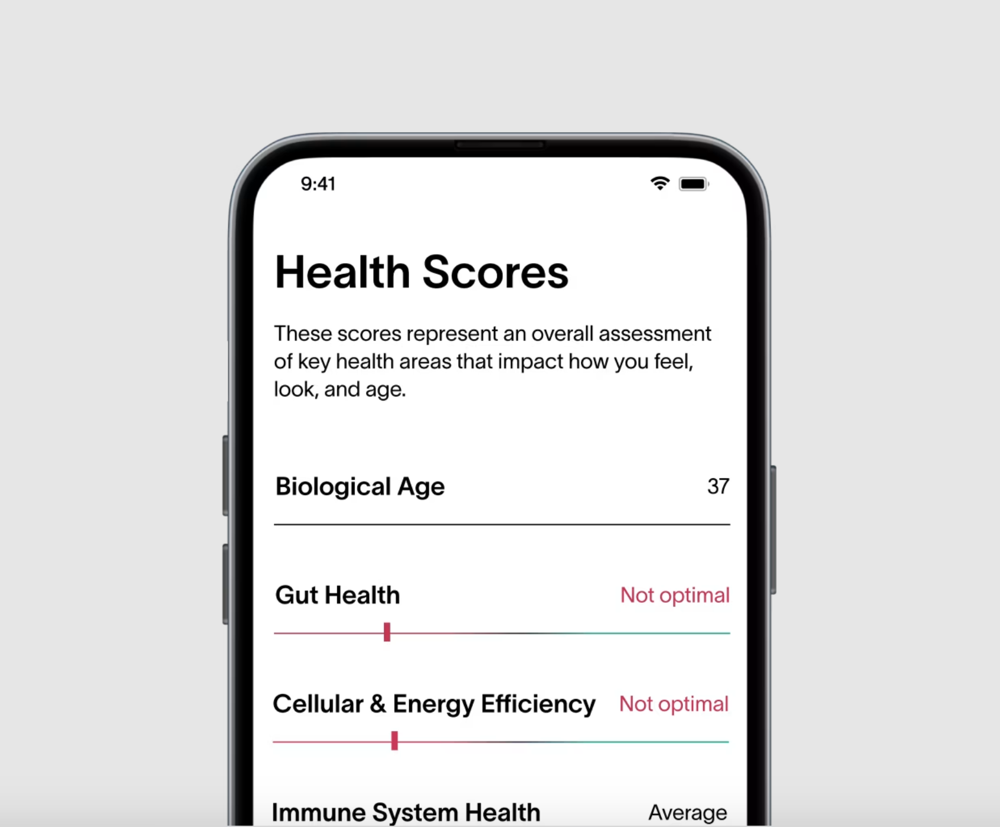 9:41
Health Scores
These scores represent an overall assessment
of key health areas that impact how you feel,
look, and age.
Biological Age 37
Gut Health Not optimal
Cellular & Energy Efficiency Not optimal
Immune System Health Average